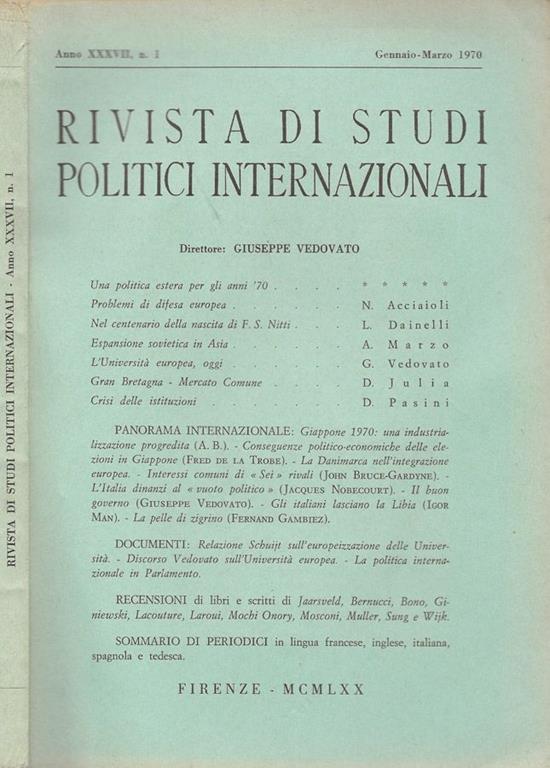 RIVISTA DI STUDI POLITICI INTERNAZIONALI - Anno XXXVII, n. 1
Anno XXXVII, n. 1 Gennaio-Marzo 1970
RIVISTA DI STUDI
POLITICI INTERNAZIONALI
Direttore: GIUSEPPE VEDOVATO
Una politica estera per gli anni '70 . . . . * * * * *
Problemi di difesa europea . . . . . . N. Acciaioli
Nel centenario della nascita di F. S. Nitti . . . L. Dainelli
Espansione sovietica in Asia . . . . . . A. Marzo
L'Università europea, oggi . . . . . . G. Vedovato
Gran Bretagna - Mercato Comune . . . . D. Julia
Crisi delle istituzioni . . . . . . . D. Pasini
PANORAMA INTERNAZIONALE: Giappone 1970: una industria-
lizzazione progredita (A. B.). - Conseguenze politico-economiche delle ele-
zioni in Giappone (FRED DE LA TROBE). - La Danimarca nell'integrazione
europea. - Interessi comuni di « Sei » rivali (JOHN BRUCE-GARDYNE). -
L'Italia dinanzi al « vuoto politico » (JACQUES NOBECOURT). - Il buon
governo (GIUSEPPE VEDOVATO). - Gli italiani lasciano la Libia (IGOR
MAN). - La pelle di zigrino (FERNAND GAMBIEZ).
DOCUMENTI: Relazione Schuijt sull'europeizzazione delle Univer-
sità. - Discorso Vedovato sull'Università europea. - La politica interna-
zionale in Parlamento.
RECENSIONI di libri e scritti di Jaarsveld, Bernucci, Bono, Gi-
niewski, Lacouture, Laroui, Mochi Onory, Mosconi, Muller, Sung e Wijk.
SOMMARIO DI PERIODICI in lingua francese, inglese, italiana,
spagnola e tedesca.
FIRENZE - MCMLXX